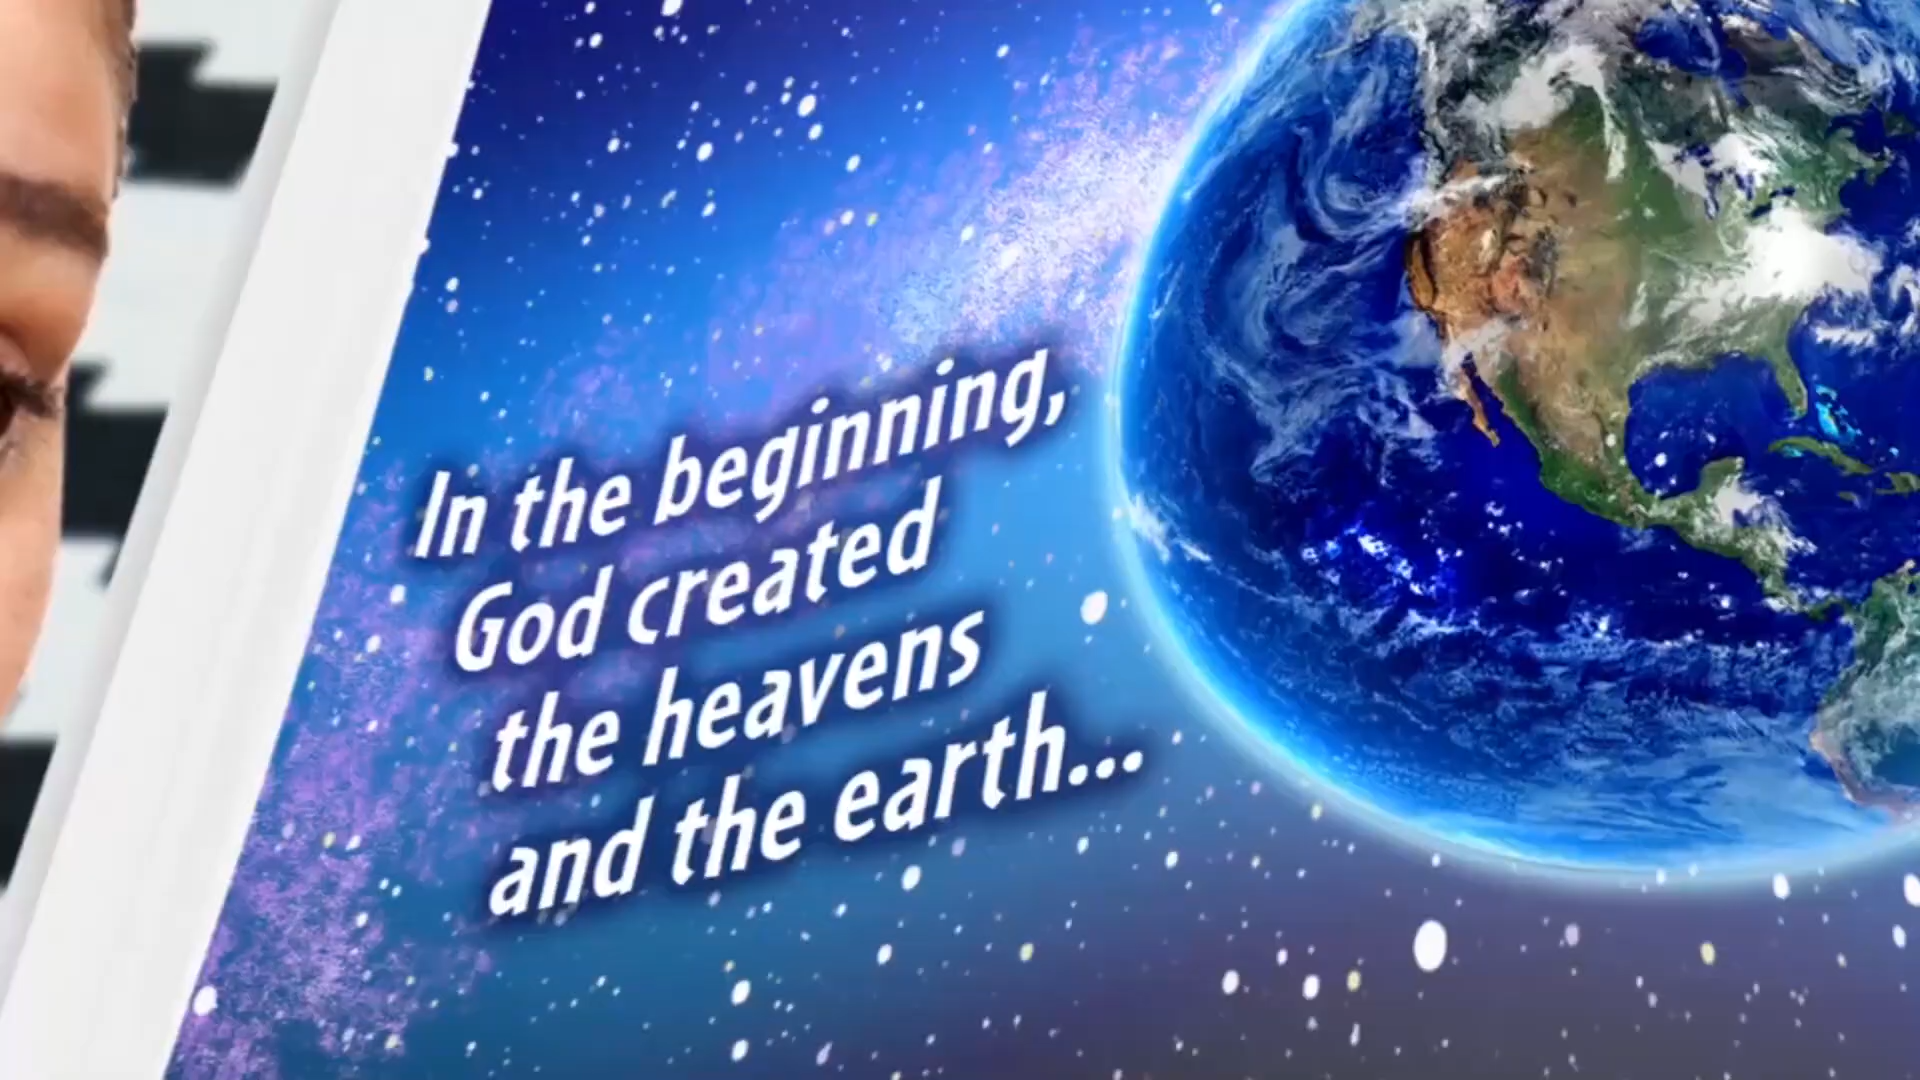 In the beginning,
God created
the heavens
and the earth...